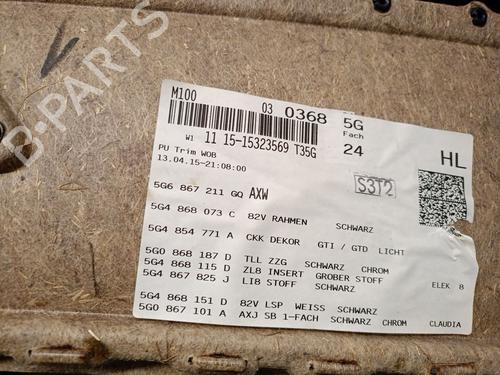 B-PARTS
M100
03 0368 5G
Fach
W1 11 15-15323569 T35G 24 HL
PU Trim WOB
13.04.15-21:08:00
S3T2
5G6 867 211 GQ AXW
5G4 868 073 C 82V RAHMEN SCHWARZ
5G4 854 771 A CKK DEKOR GTI / GTD LICHT
5G0 868 187 D TLL ZZG SCHWARZ CHROM
5G4 868 115 D ZL8 INSERT GROBER STOFF ELEK 8
5G4 867 825 J LI8 STOFF SCHWARZ
5G4 868 151 D 82V LSP WEISS SCHWARZ
5G0 867 101 A AXJ SB 1-FACH SCHWARZ CHROM CLAUDIA